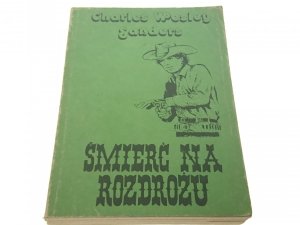 Charles Wesley
Sanders
ŚMIERĆ NA
ROZDROŻU